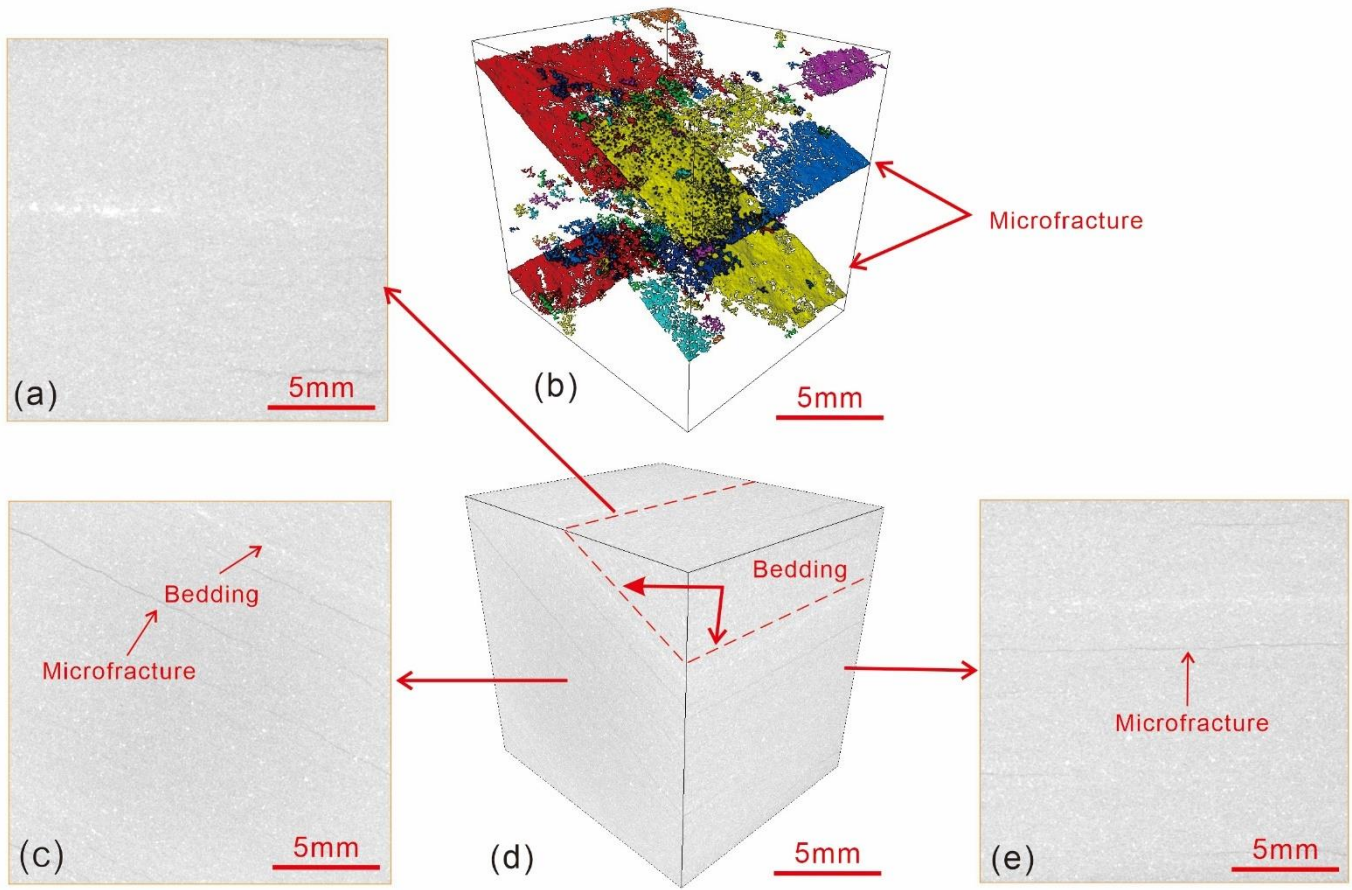 Microfracture
(a)
5mm
(b)
5mm
Bedding
Microfracture
(c)
5mm
Bedding
(d)
5mm
Microfracture
(e)
5mm